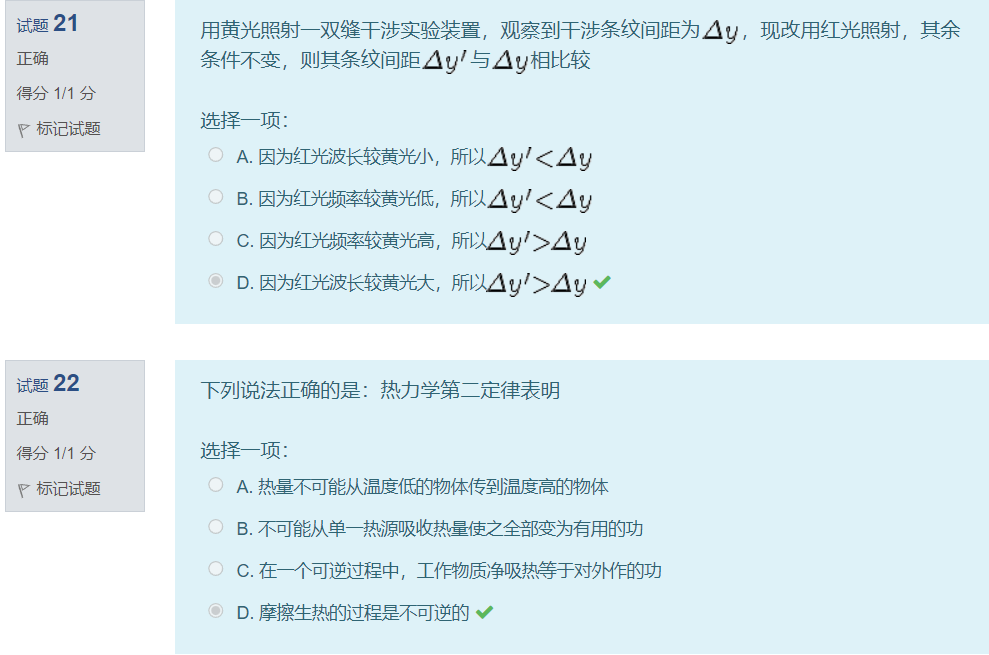 试题 21
正确
得分 1/1 分
标记试题
用黄光照射一双缝干涉实验装置，观察到干涉条纹间距为Δy，现改用红光照射，其余
条件不变，则其条纹间距Δy′与Δy相比较
选择一项：
A. 因为红光波长较黄光小，所以Δy′<Δy
B. 因为红光频率较黄光低，所以Δy′<Δy
C. 因为红光频率较黄光高，所以Δy′>Δy
D. 因为红光波长较黄光大，所以Δy′>Δy
试题 22
正确
得分 1/1 分
标记试题
下列说法正确的是：热力学第二定律表明
选择一项：
A. 热量不可能从温度低的物体传到温度高的物体
B. 不可能从单一热源吸收热量使之全部变为有用的功
C. 在一个可逆过程中，工作物质净吸热等于对外作的功
D. 摩擦生热的过程是不可逆的